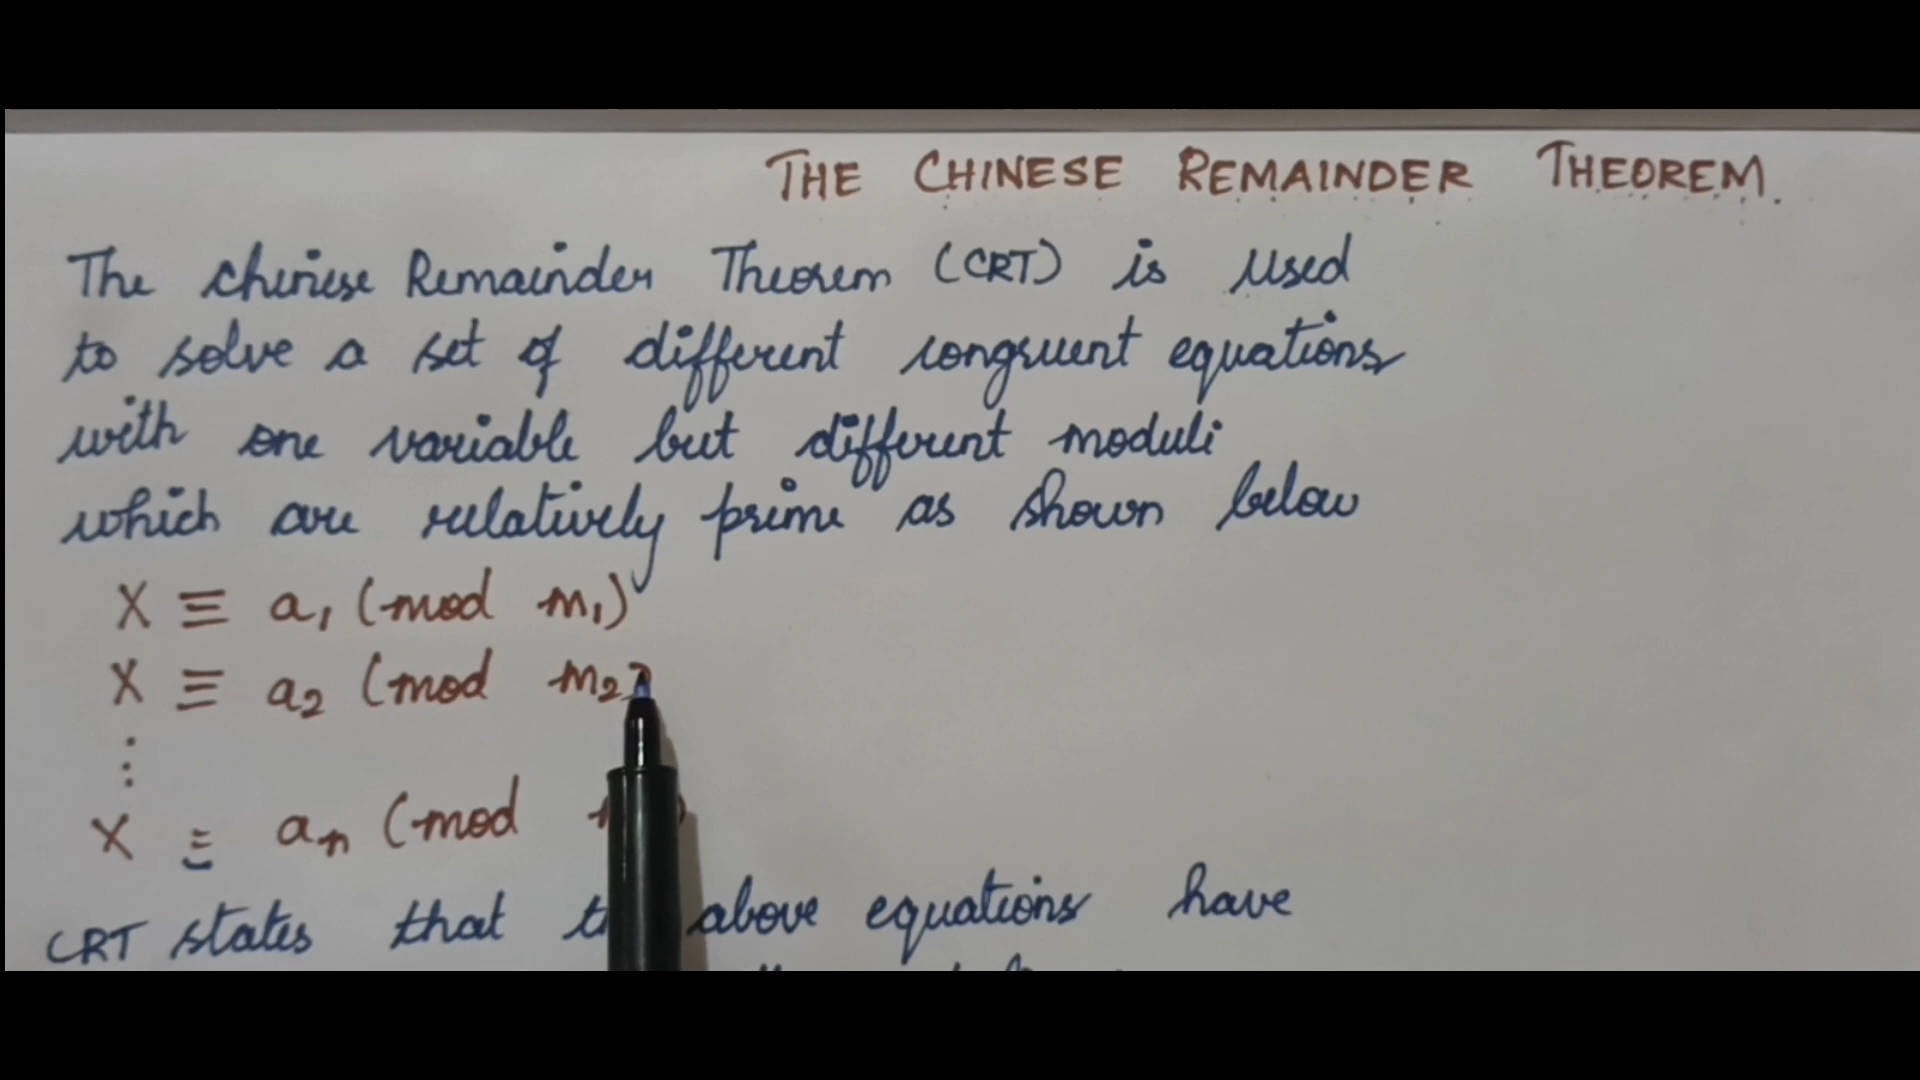 THE CHINESE REMAINDER THEOREM.
The Chinese Remainder Theorem (CRT) is used
to solve a set of different congruent equations
with one variable but different moduli
which are relatively prime as shown below
X ≡ a₁ (mod m₁)
X ≡ a₂ (mod m₂)
⋮
X ≡ aₙ (mod
CRT states that above equations have